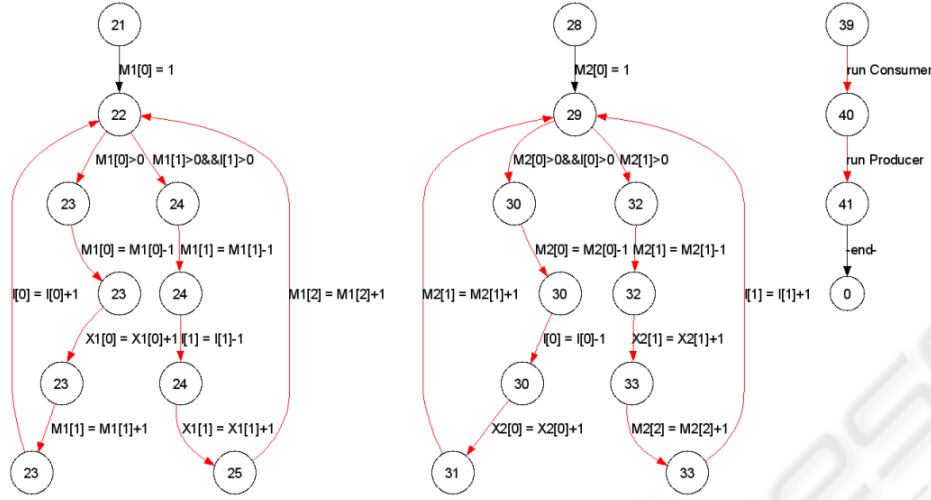 21
28
39
M1[0] = 1
M2[0] = 1
run Consumer
22
29
40
M1[0]>0
M1[1]>0&&I[1]>0
M2[0]>0&&I[0]>0
M2[1]>0
run Producer
23
24
30
32
41
M1[0] = M1[0]-1
M1[1] = M1[1]-1
M2[0] = M2[0]-1
M2[1] = M2[1]-1
-end-
I[0] = I[0]+1
23
24
M1[2] = M1[2]+1
M2[1] = M2[1]+1
30
32
I[1] = I[1]+1
0
X1[0] = X1[0]+1
I[1] = I[1]-1
I[0] = I[0]-1
X2[1] = X2[1]+1
23
24
30
33
M1[1] = M1[1]+1
X1[1] = X1[1]+1
X2[0] = X2[0]+1
M2[2] = M2[2]+1
23
25
31
33